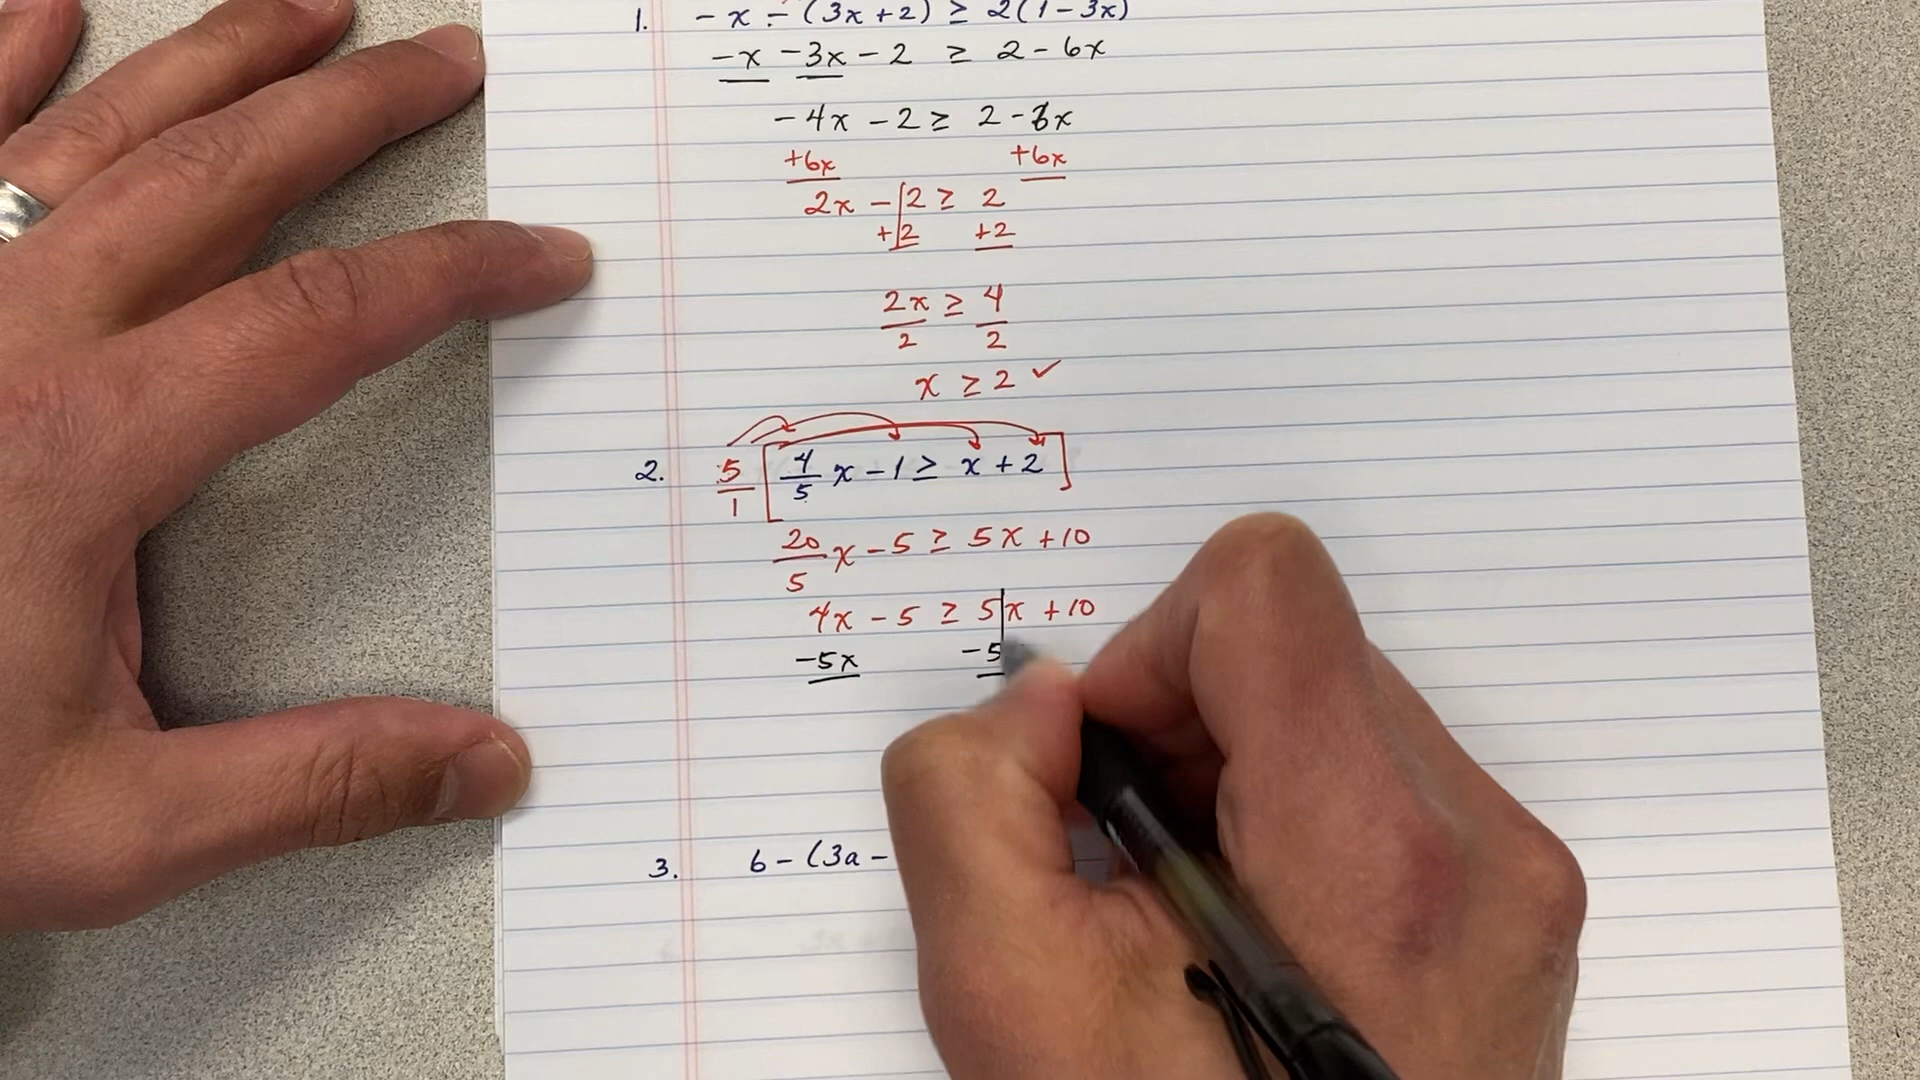 1. - x - (3x + 2) ≥ 2(1 - 3x)
-x - 3x - 2 ≥ 2 - 6x
- 4x - 2 ≥ 2 - 6x
+6x +6x
2x - 2 ≥ 2
+2 +2
2x ≥ 4
2 2
x ≥ 2 ✓
2. 5/1 [ 4/5 x - 1 ≥ x + 2 ]
20/5 x - 5 ≥ 5x + 10
4x - 5 ≥ 5x + 10
-5x -5
3. 6 - (3a -